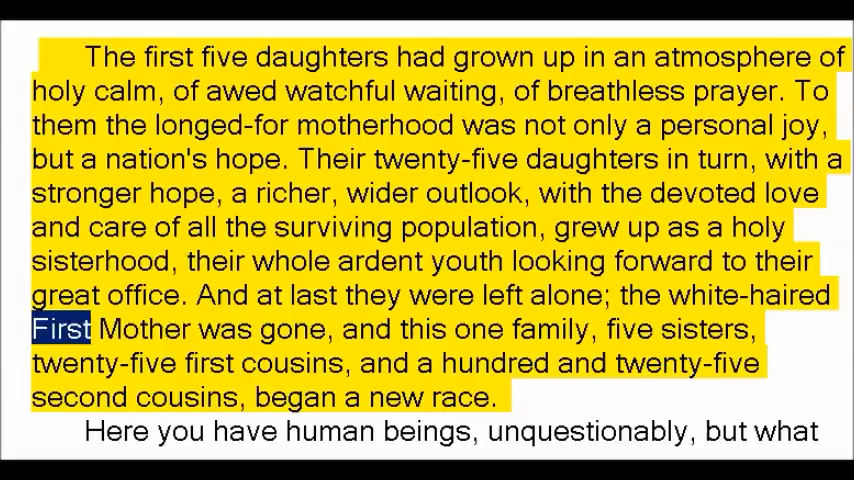 The first five daughters had grown up in an atmosphere of
holy calm, of awed watchful waiting, of breathless prayer. To
them the longed-for motherhood was not only a personal joy,
but a nation's hope. Their twenty-five daughters in turn, with a
stronger hope, a richer, wider outlook, with the devoted love
and care of all the surviving population, grew up as a holy
sisterhood, their whole ardent youth looking forward to their
great office. And at last they were left alone; the white-haired
First Mother was gone, and this one family, five sisters,
twenty-five first cousins, and a hundred and twenty-five
second cousins, began a new race.
Here you have human beings, unquestionably, but what